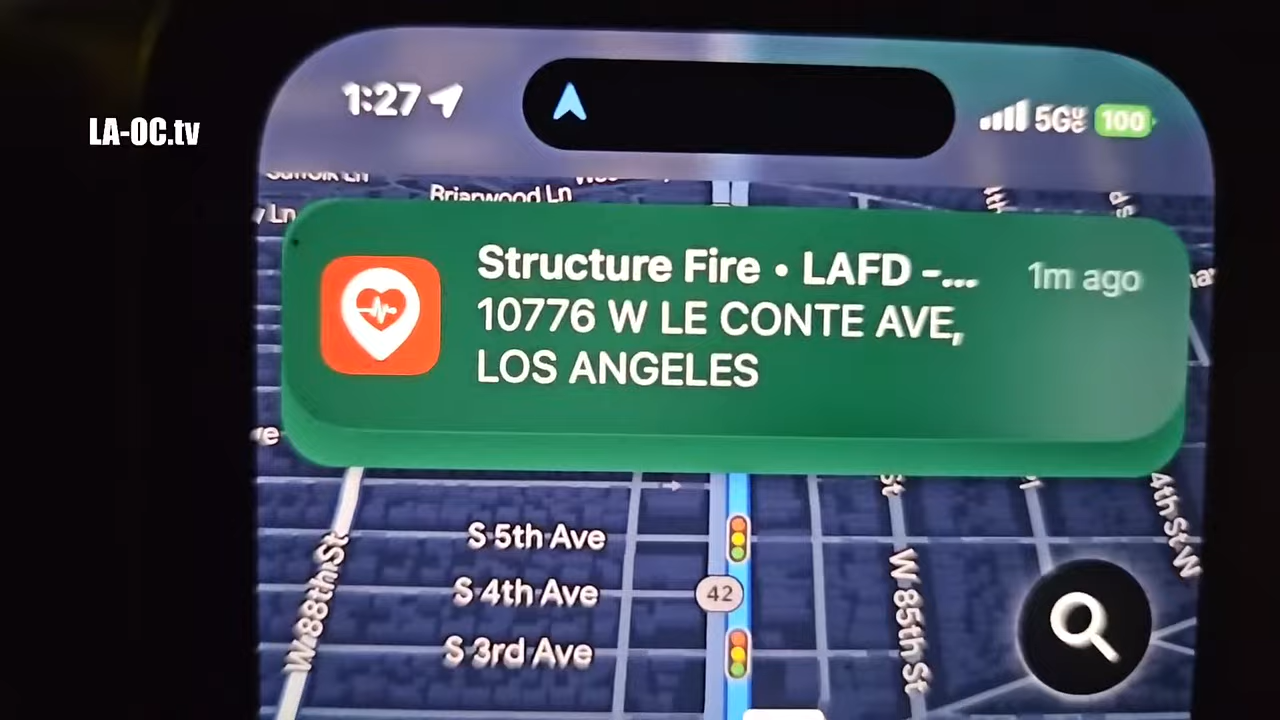 LA-OC.tv
1:27
5G
100
Briarwood Ln
Ln
Structure Fire • LAFD -...
1m ago
10776 W LE CONTE AVE,
LOS ANGELES
S 5th Ave
S 4th Ave
42
S 3rd Ave
W 88th St
W 85th St
4th St W